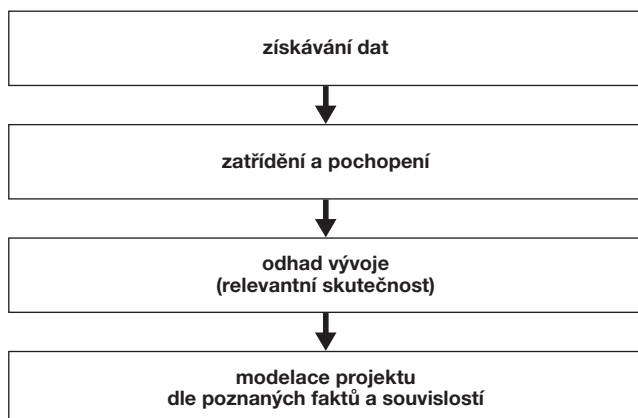 získávání dat
zatřídění a pochopení
odhad vývoje
(relevantní skutečnost)
modelace projektu
dle poznaných faktů a souvislostí